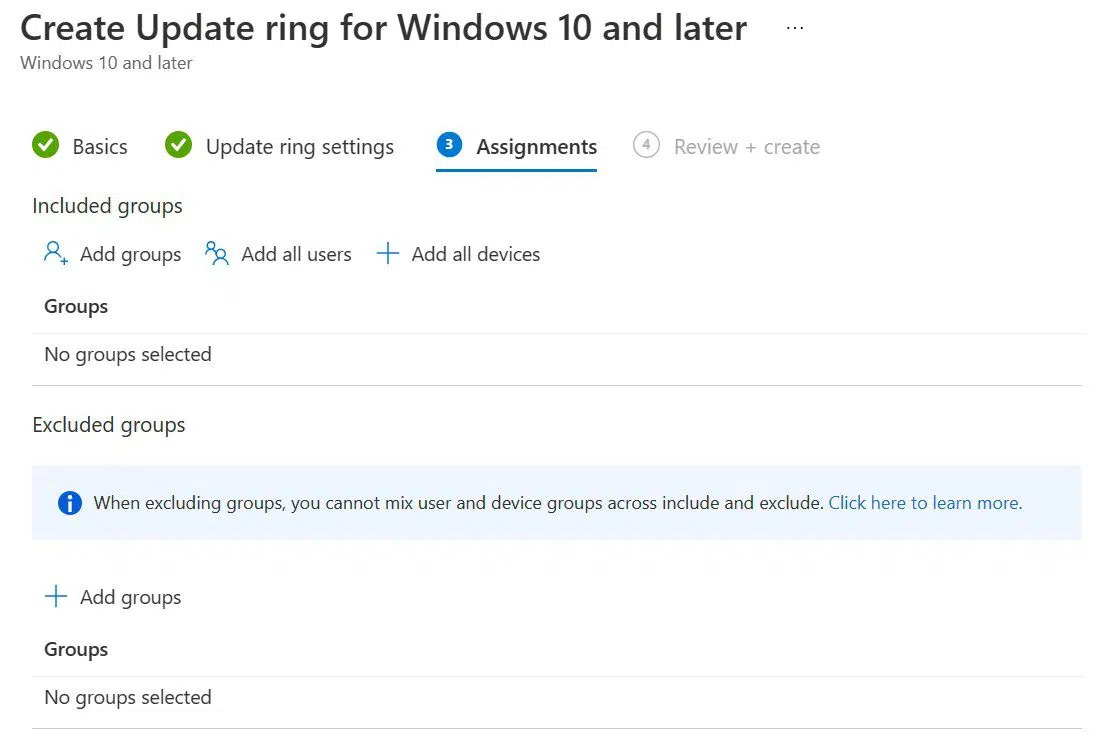 Create Update ring for Windows 10 and later ...
Windows 10 and later
Basics Update ring settings 3 Assignments 4 Review + create
Included groups
Add groups Add all users Add all devices
Groups
No groups selected
Excluded groups
When excluding groups, you cannot mix user and device groups across include and exclude. Click here to learn more.
Add groups
Groups
No groups selected